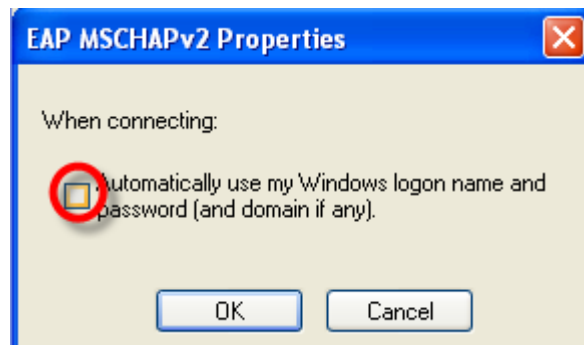 EAP MSCHAPv2 Properties
When connecting:
Automatically use my Windows logon name and
password (and domain if any).
OK
Cancel